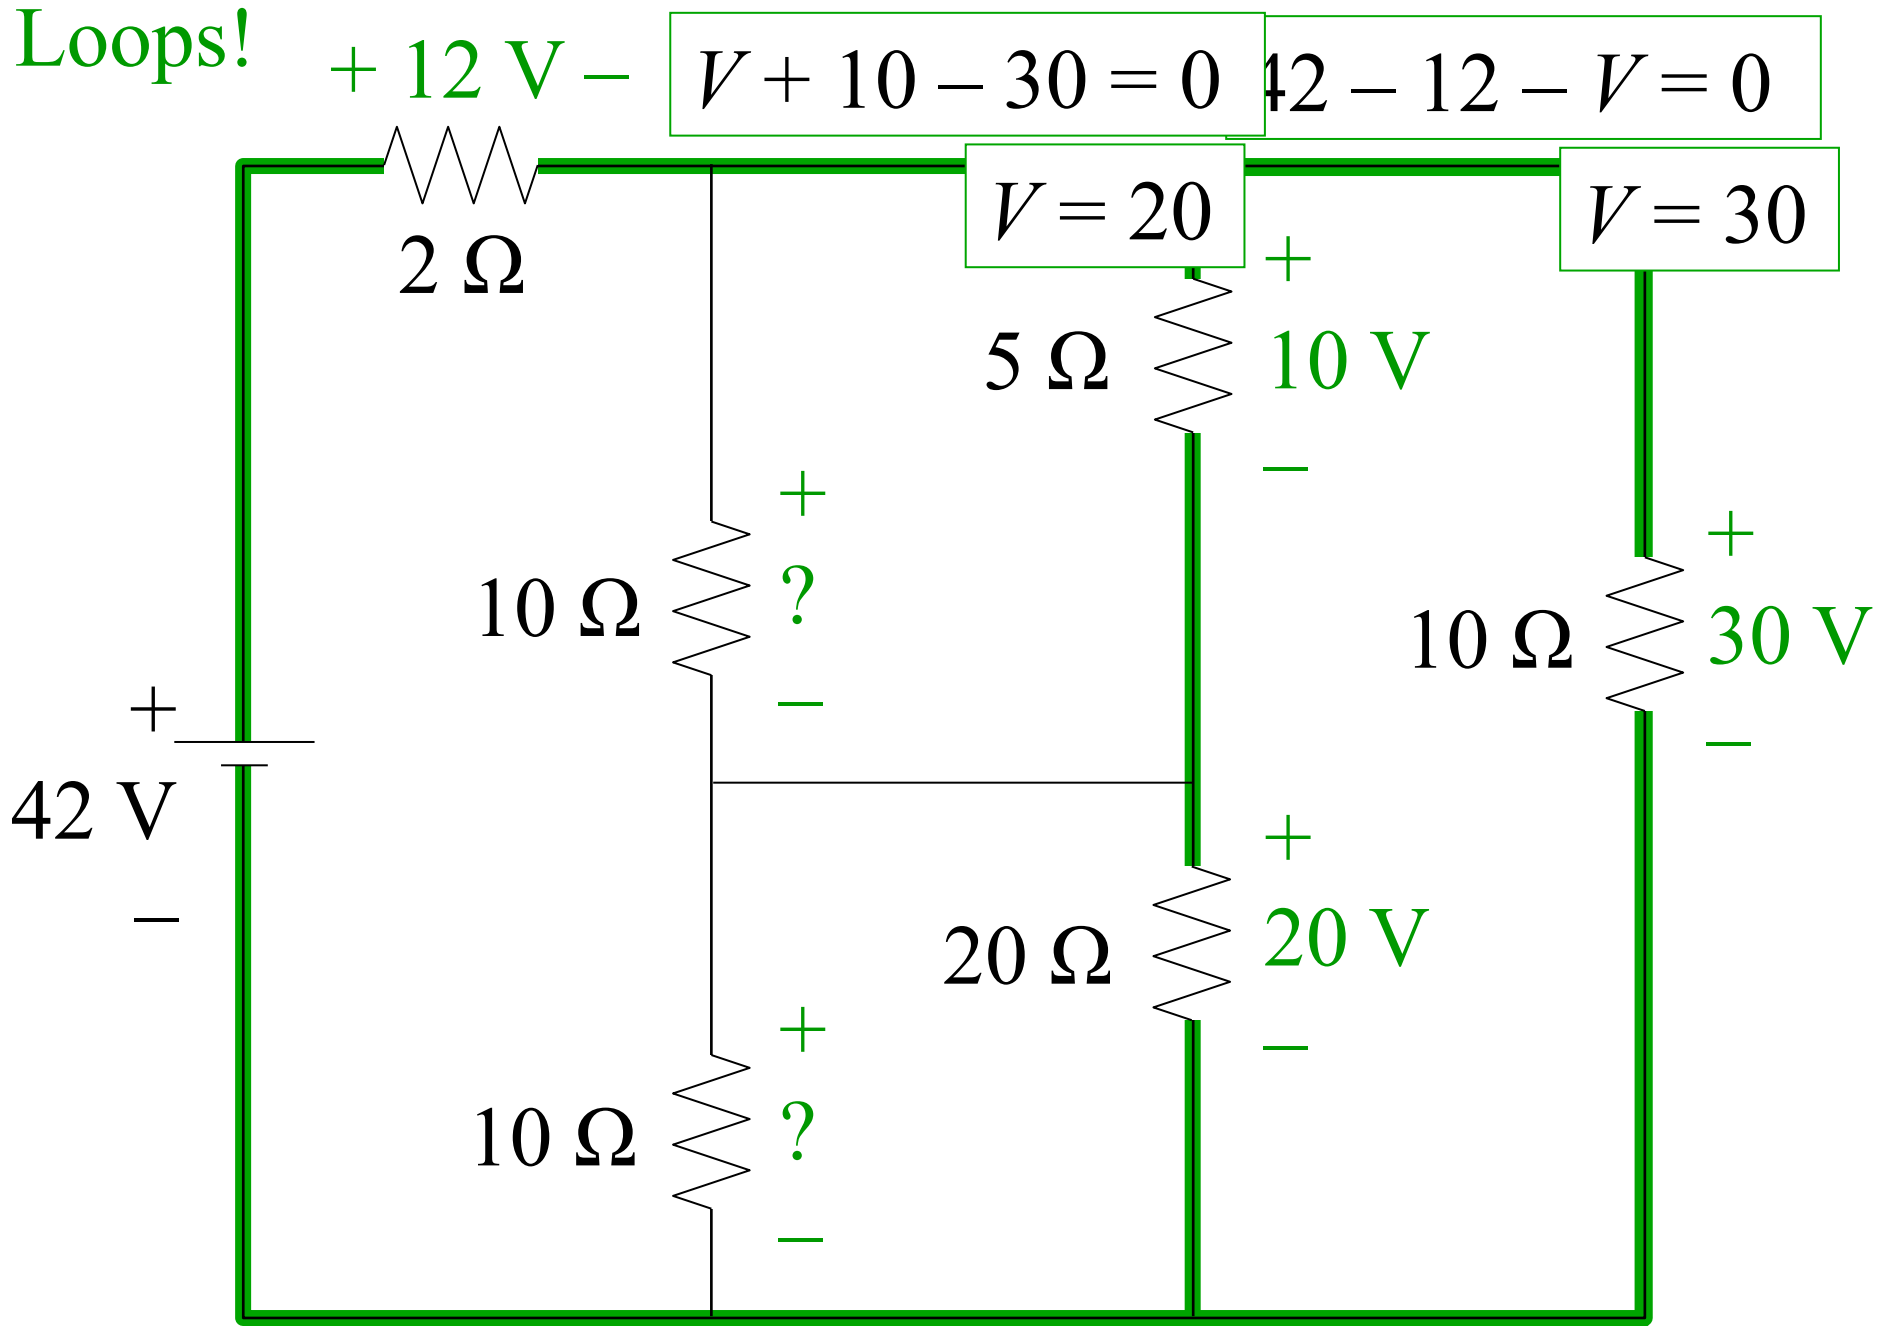 Loops!
+ 12 V –
V + 10 – 30 = 0
42 – 12 – V = 0
V = 20
V = 30
2 Ω
+
5 Ω
10 V
–
+
10 Ω
?
–
+
10 Ω
30 V
–
+
42 V
–
+
20 Ω
20 V
–
+
10 Ω
?
–